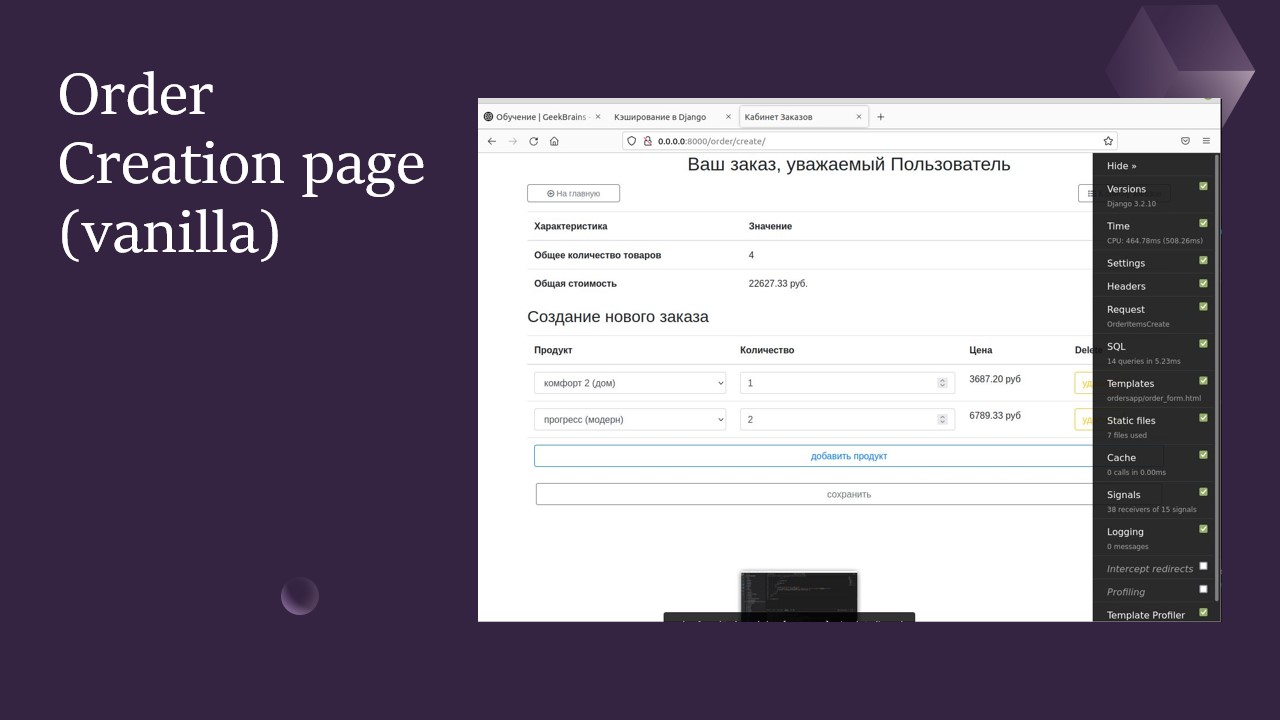 Order
Creation page
(vanilla)
Обучение | GeekBrains
Кэширование в Django
Кабинет Заказов
0.0.0.0:8000/order/create/
Ваш заказ, уважаемый Пользователь
На главную
Характеристика Значение
Общее количество товаров 4
Общая стоимость 22627.33 руб.
Создание нового заказа
Продукт Количество Цена
комфорт 2 (дом) 1 3687.20 руб
прогресс (модерн) 2 6789.33 руб
добавить продукт
сохранить
Hide »
Versions
Django 3.2.10
Time
CPU: 464.78ms (508.26ms)
Settings
Headers
Request
OrderItemsCreate
SQL
14 queries in 5.23ms
Templates
ordersapp/order_form.html
Static files
7 files used
Cache
0 calls in 0.00ms
Signals
38 receivers of 15 signals
Logging
0 messages
Intercept redirects
Profiling
Template Profiler